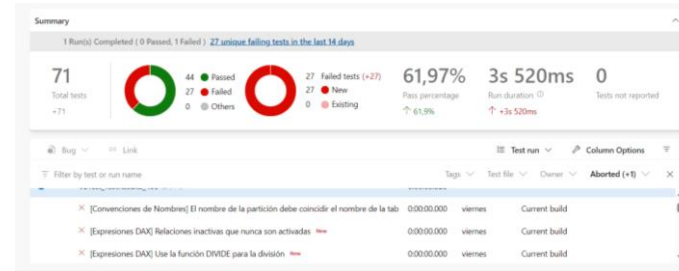 Summary
1 Run(s) Completed ( 0 Passed, 1 Failed ) 27 unique failing tests in the last 14 days
71
Total tests
+71
44 Passed
27 Failed
0 Others
27 Failed tests (+27)
27 New
0 Existing
61,97%
Pass percentage
↑ 61,9%
3s 520ms
Run duration
↑ +3s 520ms
0
Tests not reported
Bug
Link
Test run
Column Options
Filter by test or run name
Tags
Test file
Owner
Aborted (+1)
× [Convenciones de Nombres] El nombre de la partición debe coincidir el nombre de la tab 0:00:00.000 viernes Current build
× [Expresiones DAX] Relaciones inactivas que nunca son activadas New 0:00:00.000 viernes Current build
× [Expresiones DAX] Use la función DIVIDE para la división New 0:00:00.000 viernes Current build